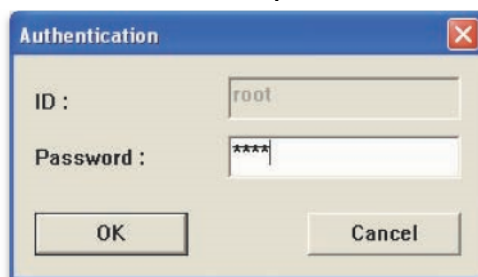 Authentication
ID :
root
Password :
****
OK
Cancel